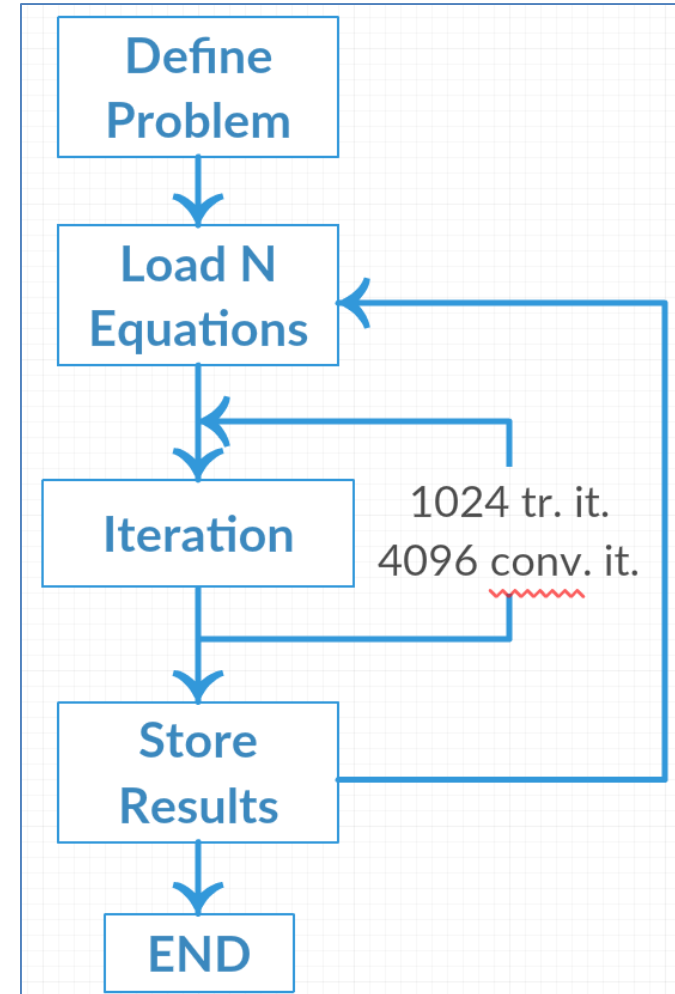 Define
Problem
Load N
Equations
Iteration
1024 tr. it.
4096 conv. it.
Store
Results
END